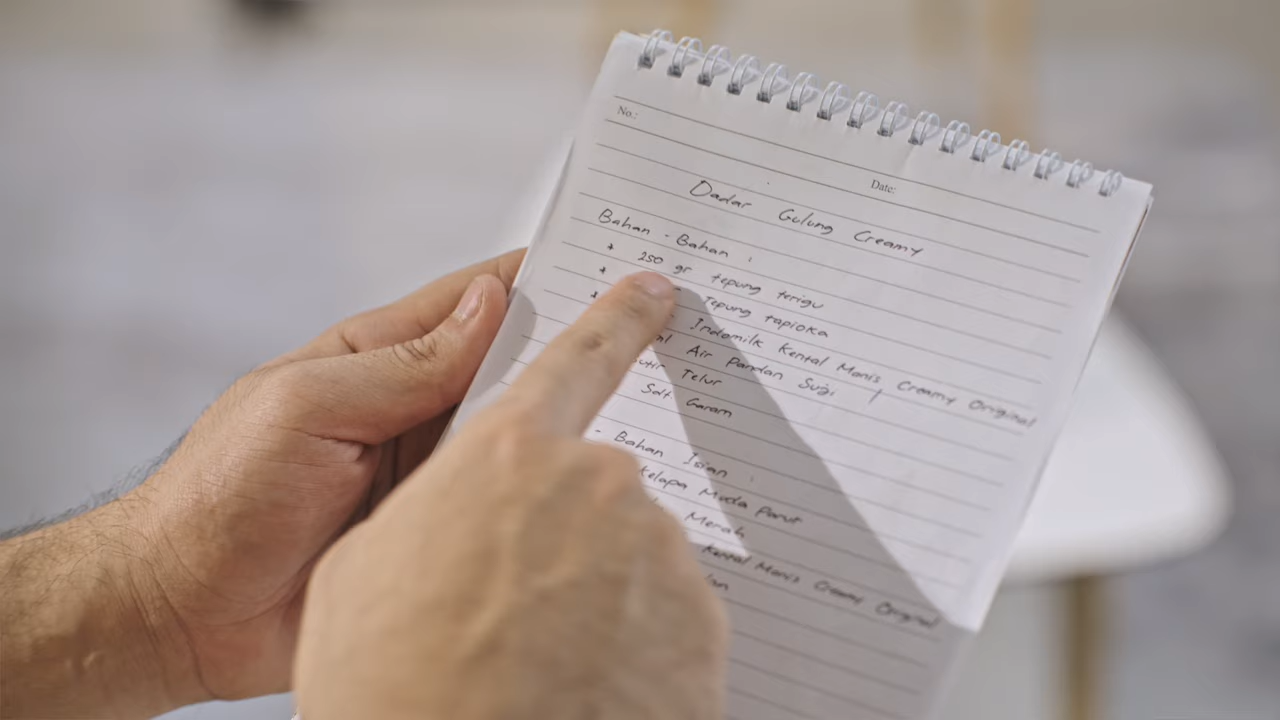 No.:
Date:
Dadar Gulung Creamy
Bahan - Bahan :
* 250 gr tepung terigu
* Tepung tapioka
* Indomilk Kental Manis Creamy Original
Air Pandan Suji
Telur
Sdt Garam
- Bahan Isian :
Kelapa Muda Parut
Merah
Kental Manis Creamy Original